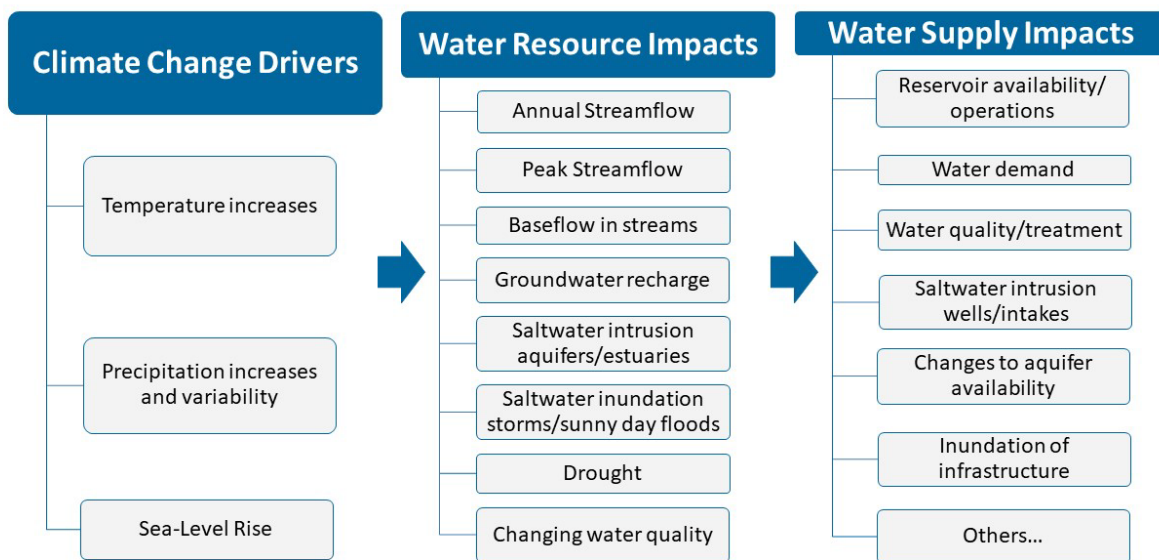 Climate Change Drivers
Temperature increases
Precipitation increases
and variability
Sea-Level Rise
Water Resource Impacts
Annual Streamflow
Peak Streamflow
Baseflow in streams
Groundwater recharge
Saltwater intrusion
aquifers/estuaries
Saltwater inundation
storms/sunny day floods
Drought
Changing water quality
Water Supply Impacts
Reservoir availability/
operations
Water demand
Water quality/treatment
Saltwater intrusion
wells/intakes
Changes to aquifer
availability
Inundation of
infrastructure
Others...